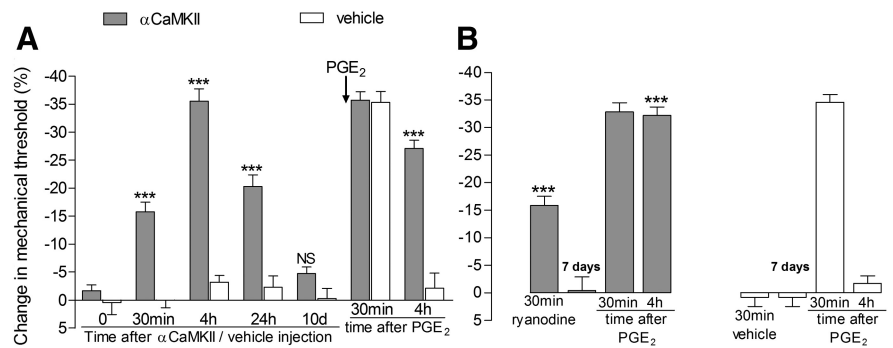 αCaMKII vehicle
A B
Change in mechanical threshold (%)
-40
-35
-30
-25
-20
-15
-10
-5
0
5
***
***
***
NS
PGE₂
***
0 30min 4h 24h 10d
Time after αCaMKII / vehicle injection
30min 4h
time after PGE₂
-40
-35
-30
-25
-20
-15
-10
-5
0
5
***
7 days
***
30min
ryanodine
30min 4h
time after
PGE₂
7 days
30min
vehicle
30min 4h
time after
PGE₂